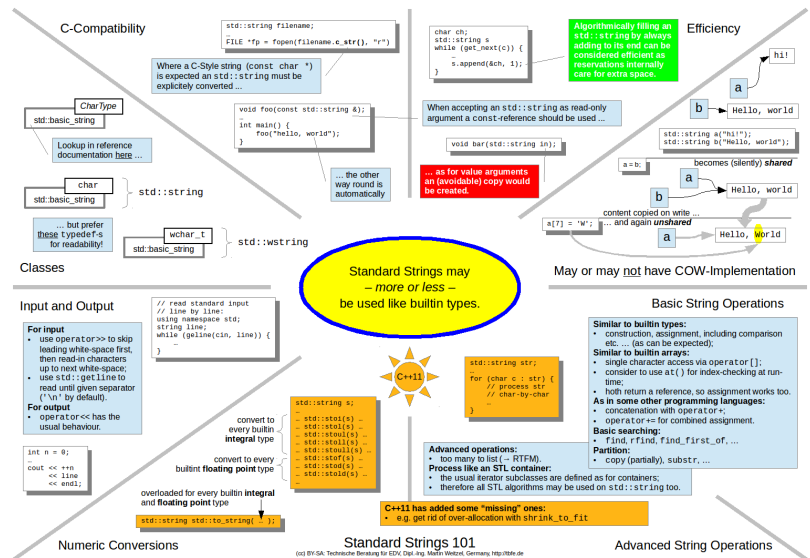 C-Compatibility
std::string filename;
…
FILE *fp = fopen(filename.c_str(), "r")
Where a C-Style string (const char *)
is expected an std::string must be
explicitely converted ...
char ch;
std::string s
while (get_next(c)) {
…
s.append(&ch, 1);
}
Algorithmically filling an
std::string by always
adding to its end can be
considered efficient as
reservations internally
care for extra space.
Efficiency
hi!
a
b
Hello, world
std::string a("hi!");
std::string b("Hello, world");
a = b;
becomes (silently) shared
a
b
Hello, world
content copied on write ...
... and again unshared
a[7] = 'W';
a
Hello, World
May or may not have COW-Implementation
CharType
std::basic_string
Lookup in reference
documentation here …
char
std::basic_string
std::string
... but prefer
these typedef-s
for readability!
wchar_t
std::basic_string
std::wstring
Classes
void foo(const std::string &);
…
int main() {
foo("hello, world");
}
... the other
way round is
automatically
When accepting an std::string as read-only
argument a const-reference should be used ...
void bar(std::string in);
... as for value arguments
an (avoidable) copy would
be created.
Standard Strings may
– more or less –
be used like builtin types.
Input and Output
For input
• use operator>> to skip
leading white-space first,
then read-in characters
up to next white-space;
• use std::getline to
read until given separator
('\n' by default).
For output
• operator<< has the
usual behaviour.
// read standard input
// line by line:
using namespace std;
string line;
while (geline(cin, line)) {
…
}
int n = 0;
…
cout << ++n
<< line
<< endl;
C++11
std::string s;
…
… std::stoi(s) …
… std::stol(s) …
… std::stoul(s) …
… std::stoll(s) …
… std::stoull(s) …
… std::stof(s) …
… std::stod(s) …
… std::stold(s) …
convert to
every builtin
integral type
convert to every
builtint floating point type
overloaded for every builtin integral
and floating point type
std::string std::to_string( … );
Numeric Conversions
std::string str;
…
for (char c : str) {
// process str
// char-by-char
…
}
Basic String Operations
Similar to builtin types:
• construction, assignment, including comparison
etc. … (as can be expected);
Similar to builtin arrays:
• single character access via operator[];
• consider to use at() for index-checking at run-
time;
• hoth return a reference, so assignment works too.
As in some other programming languages:
• concatenation with operator+;
• operator+= for combined assignment.
Basic searching:
• find, rfind, find_first_of, …
Partition:
• copy (partially), substr, …
Advanced operations:
• too many to list (→ RTFM).
Process like an STL container:
• the usual iterator subclasses are defined as for containers;
• therefore all STL algorithms may be used on std::string too.
C++11 has added some “missing” ones:
• e.g. get rid of over-allocation with shrink_to_fit
Standard Strings 101
(cc) BY-SA: Technische Beratung für EDV, Dipl.-Ing. Martin Weitzel, Germany, http://tbfe.de
Advanced String Operations